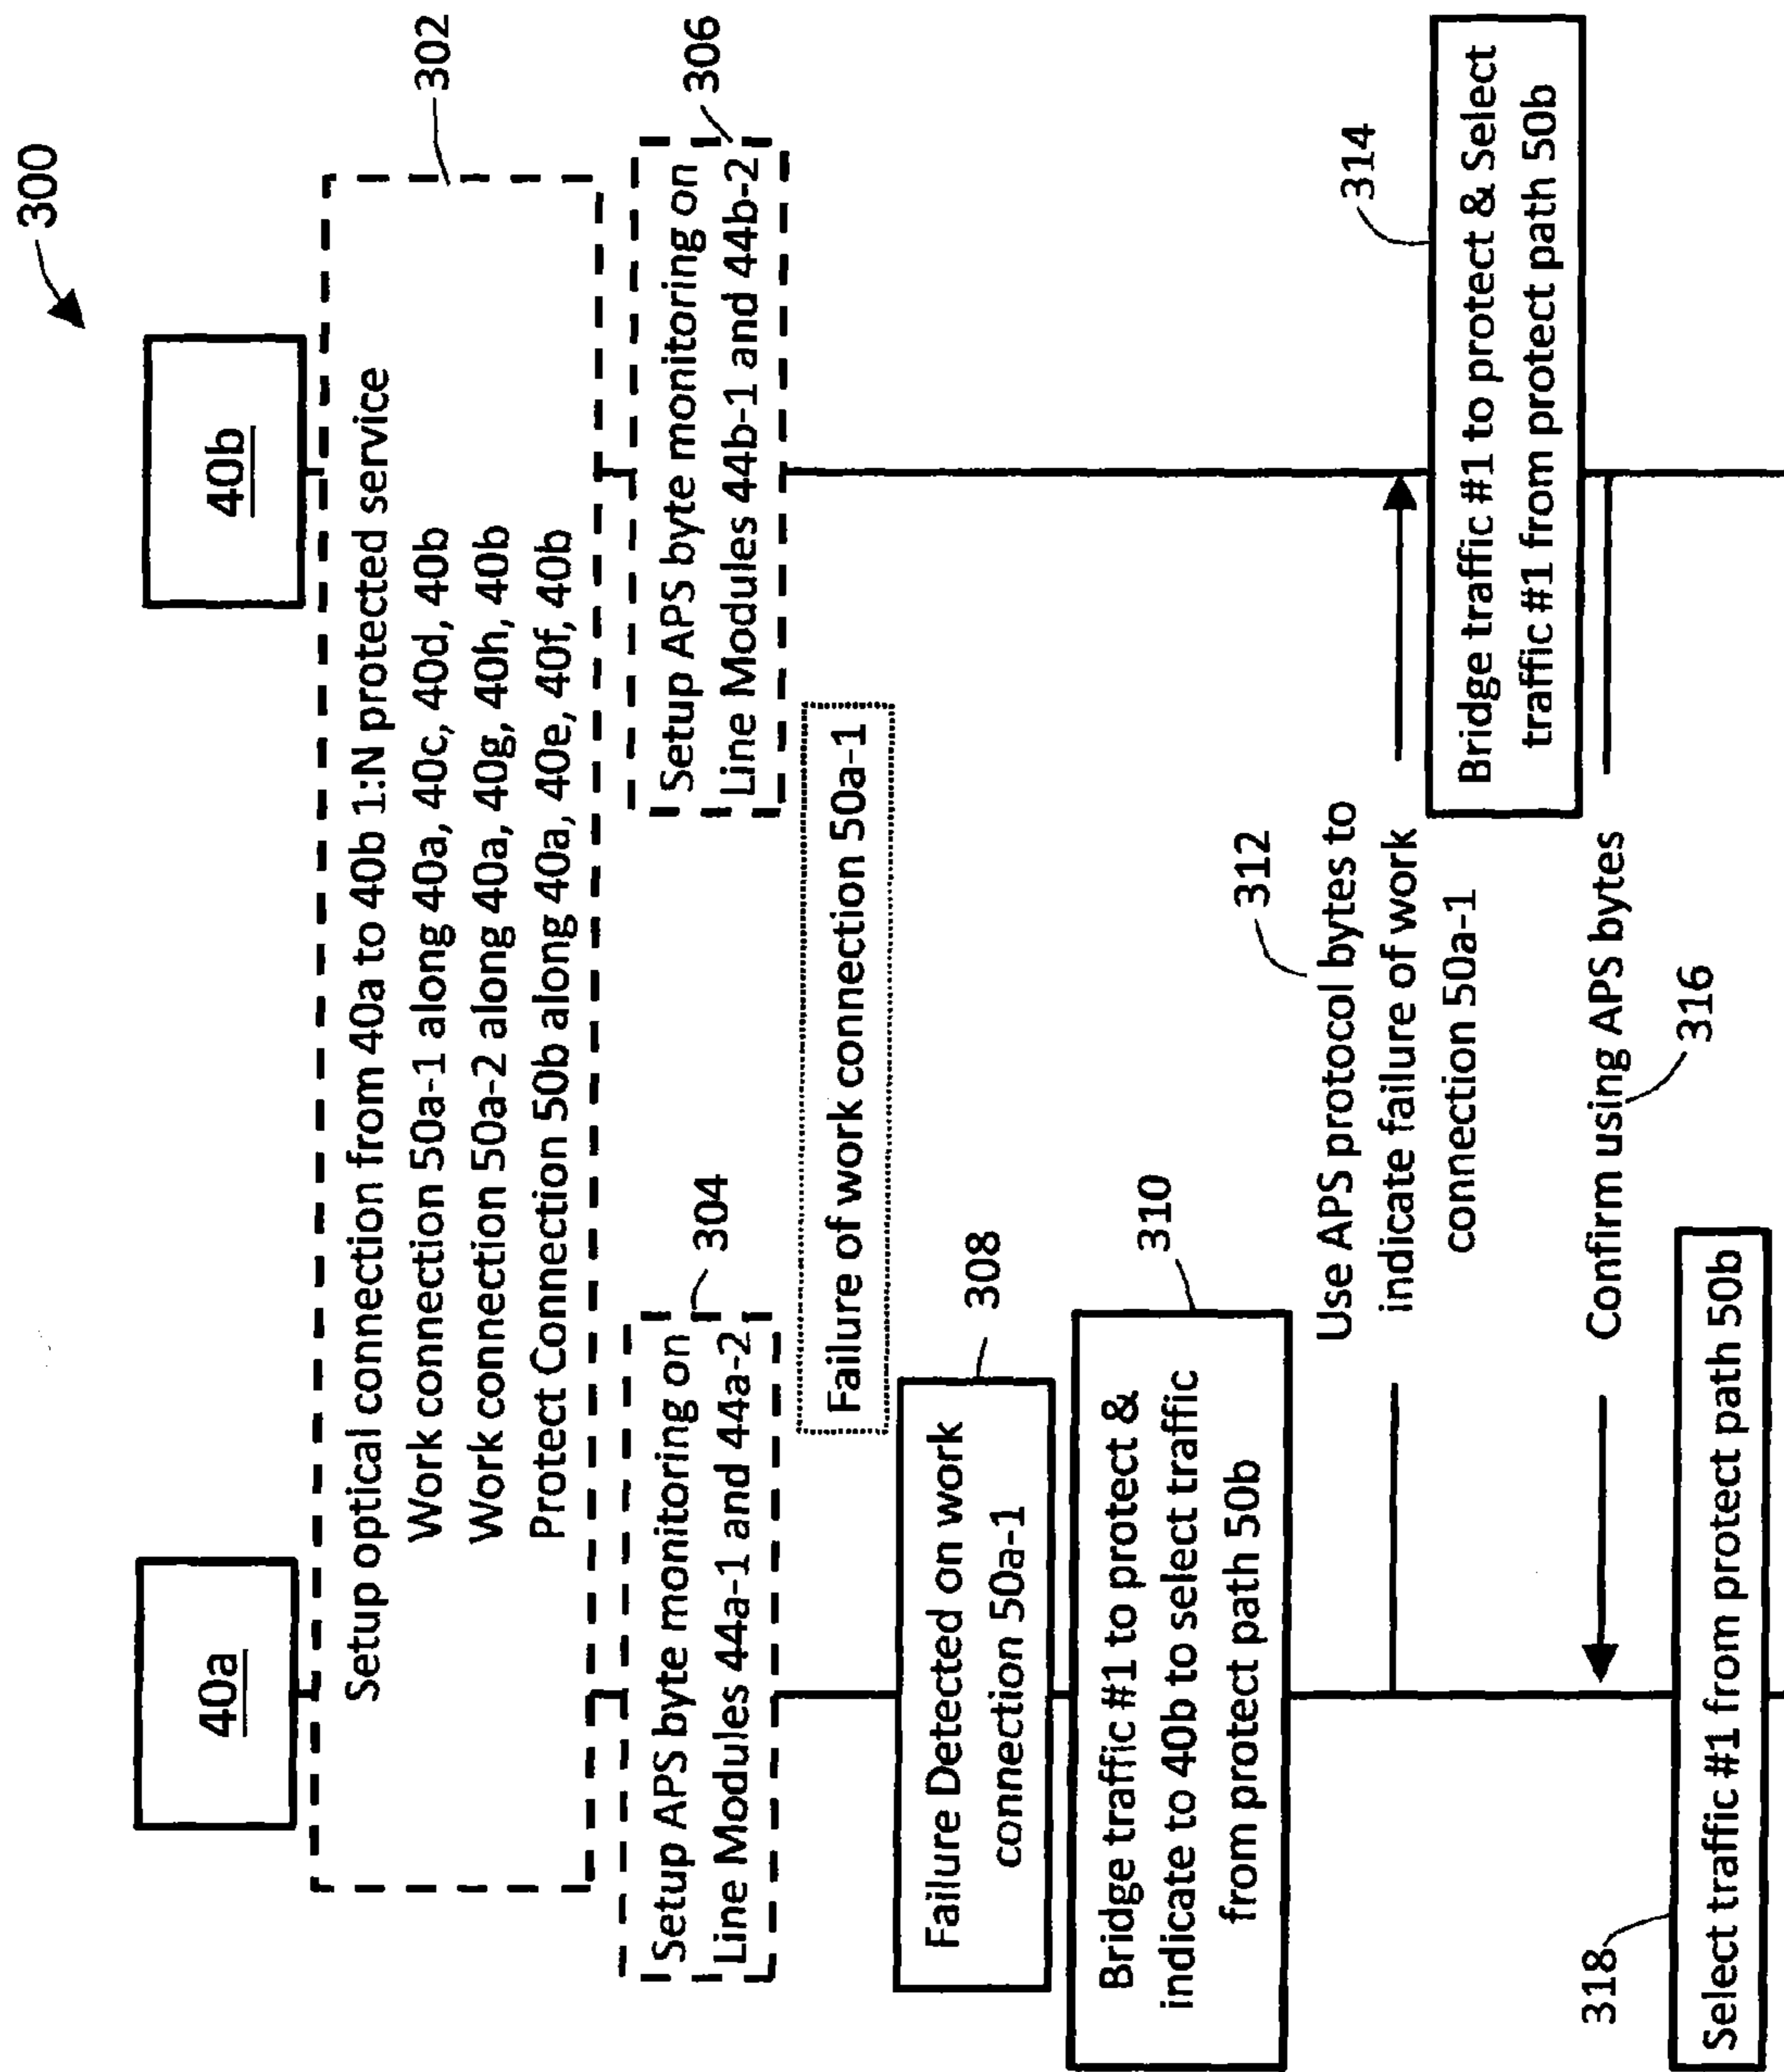 300
40a
40b
302
Setup optical connection from 40a to 40b 1:N protected service
Work connection 50a-1 along 40a, 40c, 40d, 40b
Work connection 50a-2 along 40a, 40g, 40h, 40b
Protect Connection 50b along 40a, 40e, 40f, 40b
304
Setup APS byte monitoring on
Line Modules 44a-1 and 44a-2
306
Setup APS byte monitoring on
Line Modules 44b-1 and 44b-2
Failure of work connection 50a-1
308
Failure Detected on work
connection 50a-1
310
Bridge traffic #1 to protect &
indicate to 40b to select traffic
from protect path 50b
312
Use APS protocol bytes to
indicate failure of work
connection 50a-1
314
Bridge traffic #1 to protect & Select
traffic #1 from protect path 50b
Confirm using APS bytes
316
318
Select traffic #1 from protect path 50b